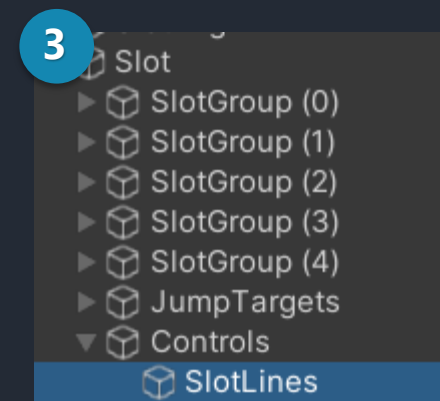 3
Slot
SlotGroup (0)
SlotGroup (1)
SlotGroup (2)
SlotGroup (3)
SlotGroup (4)
JumpTargets
Controls
SlotLines